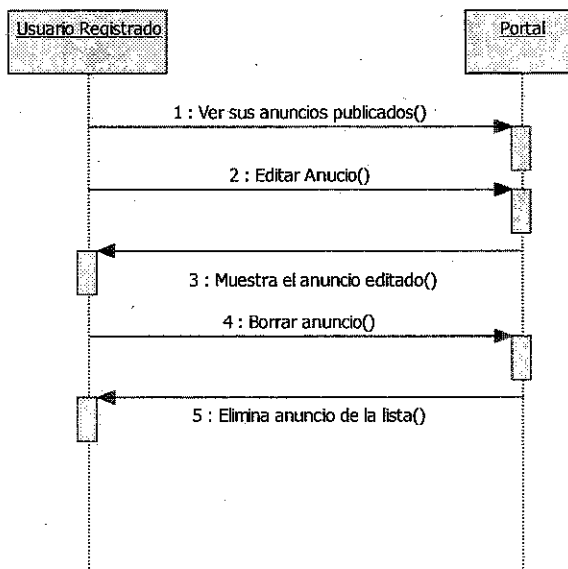 Usuario Registrado
Portal
1 : Ver sus anuncios publicados()
2 : Editar Anucio()
3 : Muestra el anuncio editado()
4 : Borrar anuncio()
5 : Elimina anuncio de la lista()